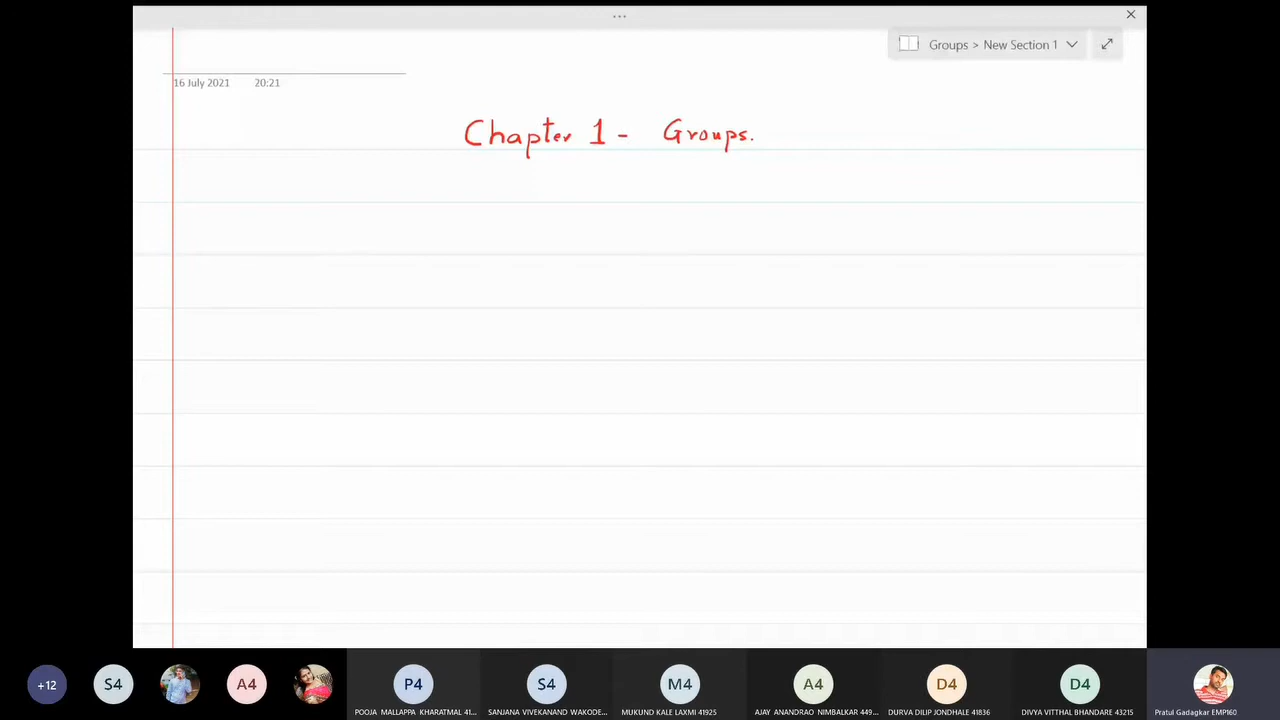 Groups > New Section 1
16 July 2021 20:21
Chapter 1 - Groups.
+12
S4
A4
P4
S4
M4
A4
D4
D4
POOJA MALLAPPA KHARATMAL 41...
SANJANA VIVEKANAND WAKODE...
MUKUND KALE LAXMI 41925
AJAY ANANDRAO NIMBALKAR 449...
DURVA DILIP JONDHALE 41836
DIVYA VITTHAL BHANDARE 43215
Pratul Gadagkar EMP160